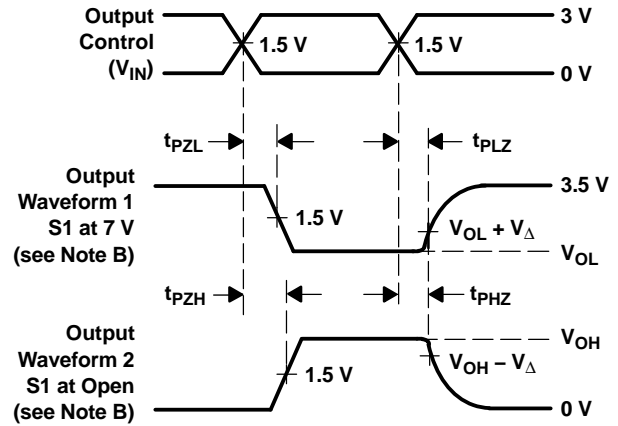 Output
Control
(VIN)
1.5 V
1.5 V
3 V
0 V
tPZL
tPLZ
Output
Waveform 1
S1 at 7 V
(see Note B)
1.5 V
3.5 V
VOL + VΔ
VOL
tPZH
tPHZ
Output
Waveform 2
S1 at Open
(see Note B)
1.5 V
VOH
VOH – VΔ
0 V